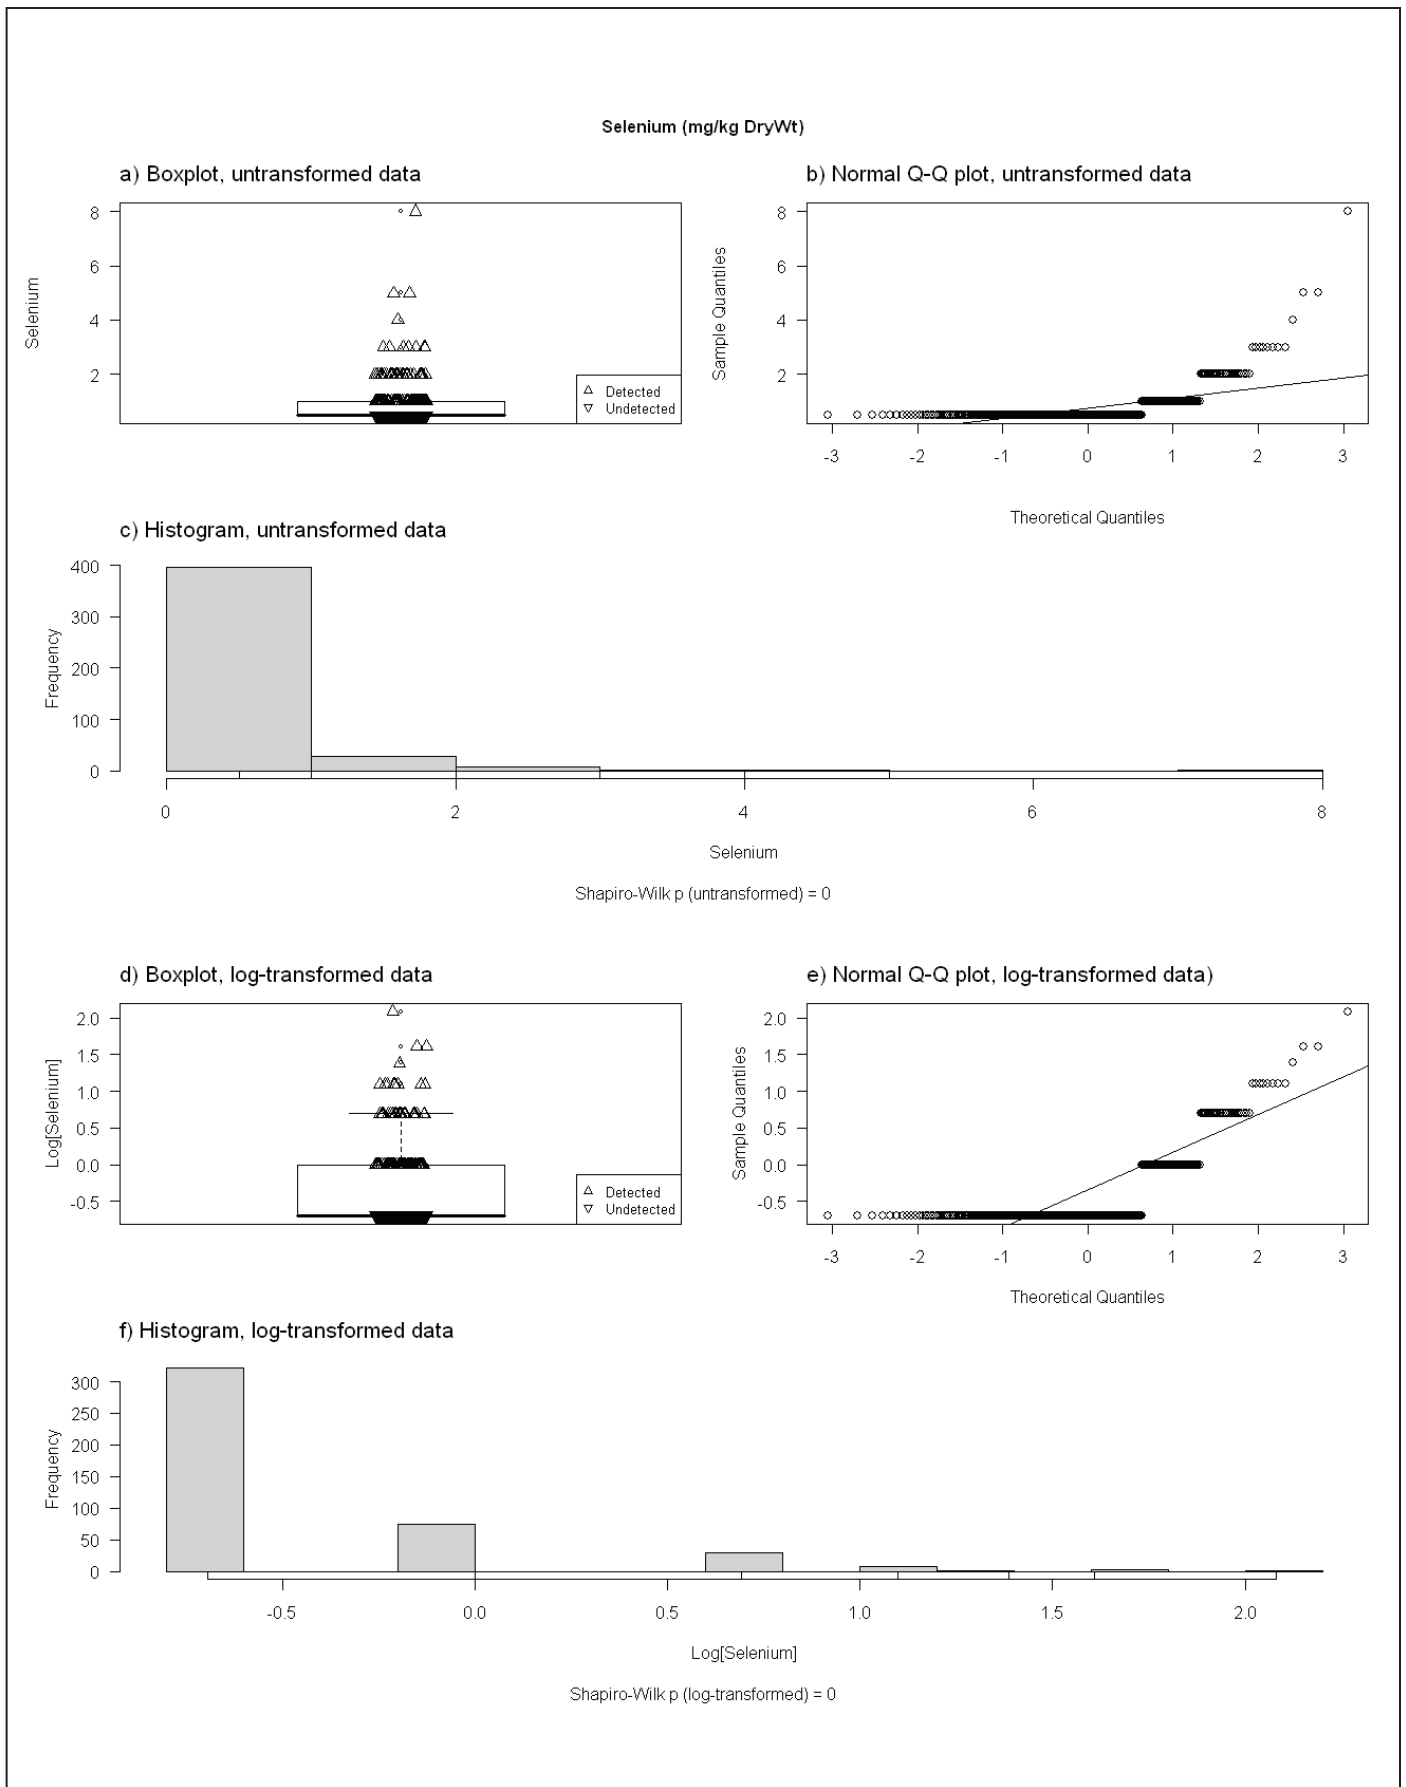 Selenium (mg/kg DryWt)
a) Boxplot, untransformed data
Selenium
8
6
4
2
Detected
Undetected
b) Normal Q-Q plot, untransformed data
Sample Quantiles
8
6
4
2
-3 -2 -1 0 1 2 3
Theoretical Quantiles
c) Histogram, untransformed data
Frequency
400
300
200
100
0
0 2 4 6 8
Selenium
Shapiro-Wilk p (untransformed) = 0
d) Boxplot, log-transformed data
Log[Selenium]
2.0
1.5
1.0
0.5
0.0
-0.5
Detected
Undetected
e) Normal Q-Q plot, log-transformed data)
Sample Quantiles
2.0
1.5
1.0
0.5
0.0
-0.5
-3 -2 -1 0 1 2 3
Theoretical Quantiles
f) Histogram, log-transformed data
Frequency
300
250
200
150
100
50
0
-0.5 0.0 0.5 1.0 1.5 2.0
Log[Selenium]
Shapiro-Wilk p (log-transformed) = 0